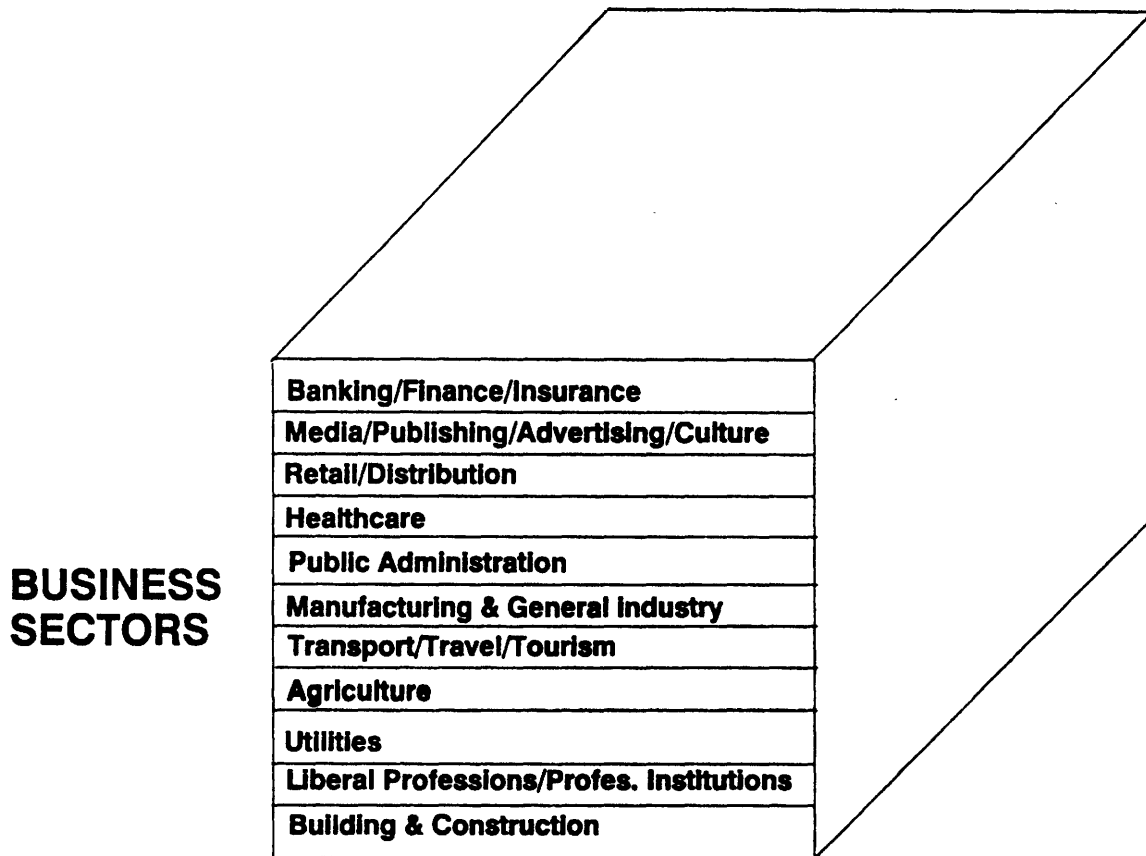 Banking/Finance/Insurance
Media/Publishing/Advertising/Culture
Retail/Distribution
Healthcare
Public Administration
BUSINESS
SECTORS
Manufacturing & General Industry
Transport/Travel/Tourism
Agriculture
Utilities
Liberal Professions/Profes. Institutions
Building & Construction